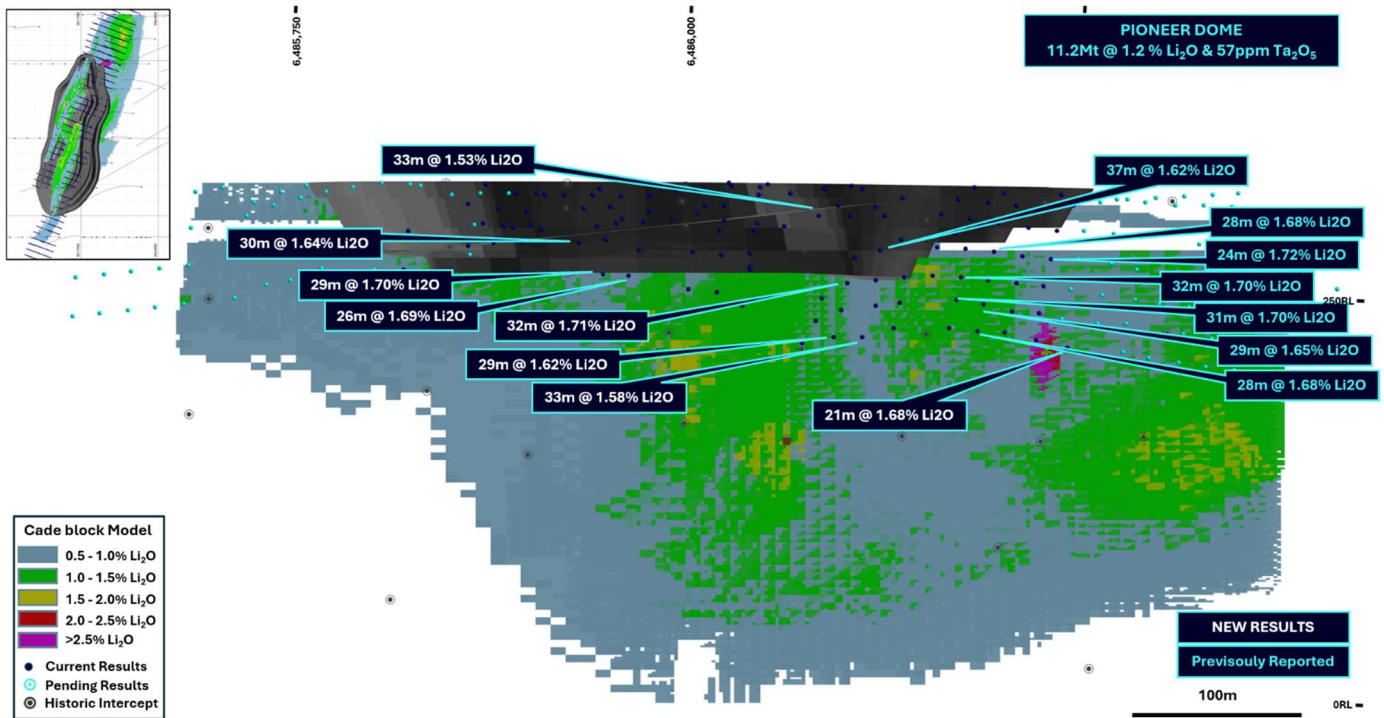 6,485,750
6,486,000
PIONEER DOME
11.2Mt @ 1.2 % Li₂O & 57ppm Ta₂O₅
33m @ 1.53% Li2O
37m @ 1.62% Li2O
28m @ 1.68% Li2O
30m @ 1.64% Li2O
24m @ 1.72% Li2O
29m @ 1.70% Li2O
32m @ 1.70% Li2O
250RL
26m @ 1.69% Li2O
32m @ 1.71% Li2O
31m @ 1.70% Li2O
29m @ 1.62% Li2O
29m @ 1.65% Li2O
33m @ 1.58% Li2O
28m @ 1.68% Li2O
21m @ 1.68% Li2O
Cade block Model
0.5 - 1.0% Li₂O
1.0 - 1.5% Li₂O
1.5 - 2.0% Li₂O
2.0 - 2.5% Li₂O
>2.5% Li₂O
Current Results
Pending Results
Historic Intercept
NEW RESULTS
Previsouly Reported
100m
0RL